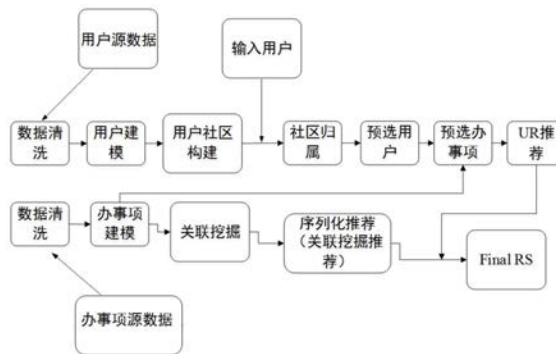 用户源数据
输入用户
数据清洗
用户建
模
用户社区
构建
社区归
属
预选用
户
预选办
事项
UR推
荐
数据清
洗
办事项
建模
关联挖掘
序列化推荐
（关联挖掘推
荐）
Final RS
办事项源数据